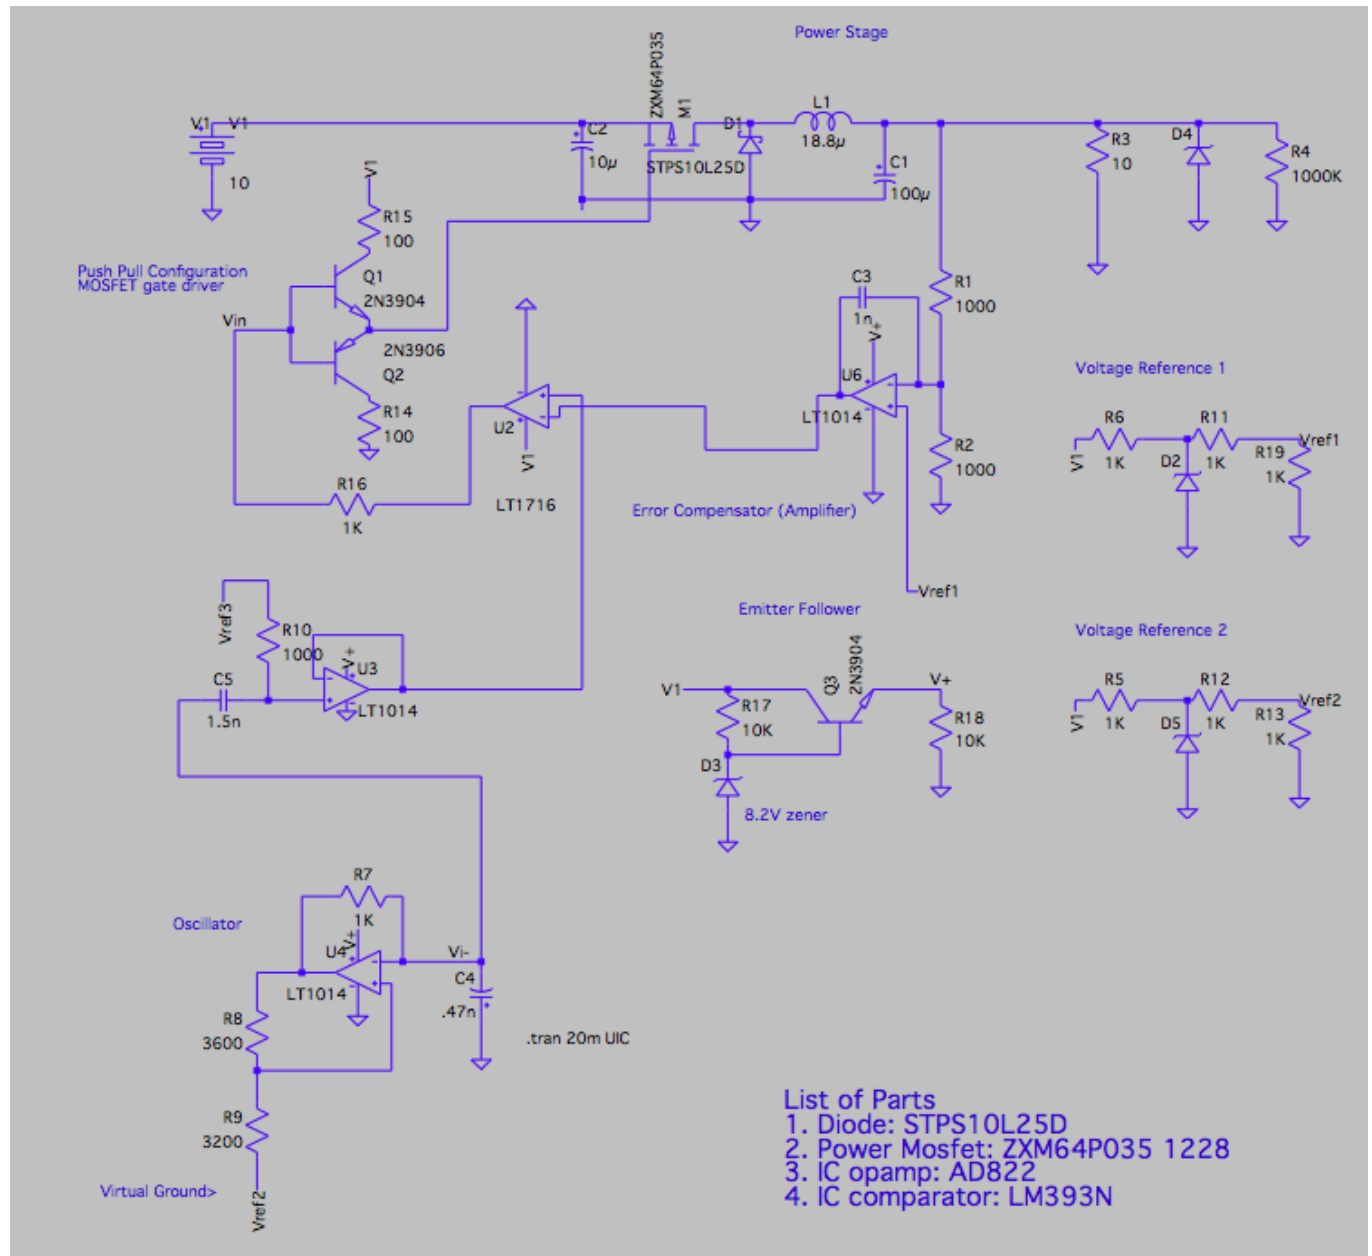 Power Stage
ZXM64P035
M1
V1
V1
10
C2
10µ
STPS10L25D
D1
L1
18.8µ
C1
100µ
R3
10
D4
R4
1000K
V1
R15
100
Push Pull Configuration
MOSFET gate driver
Q1
2N3904
Vin
2N3906
Q2
R14
100
R16
1K
U2
V1
LT1716
C3
1n
V+
U6
LT1014
R1
1000
R2
1000
Error Compensator (Amplifier)
Vref1
Voltage Reference 1
R6
1K
V1
D2
R11
1K
Vref1
R19
1K
Vref3
R10
1000
C5
1.5n
V+
U3
LT1014
Emitter Follower
V1
R17
10K
Q3
2N3904
V+
R18
10K
D3
8.2V zener
Voltage Reference 2
R5
1K
V1
D5
R12
1K
Vref2
R13
1K
Oscillator
R7
1K
U4
V+
LT1014
Vi-
C4
.47n
R8
3600
R9
3200
Virtual Ground>
Vref2
.tran 20m UIC
List of Parts
1. Diode: STPS10L25D
2. Power Mosfet: ZXM64P035 1228
3. IC opamp: AD822
4. IC comparator: LM393N